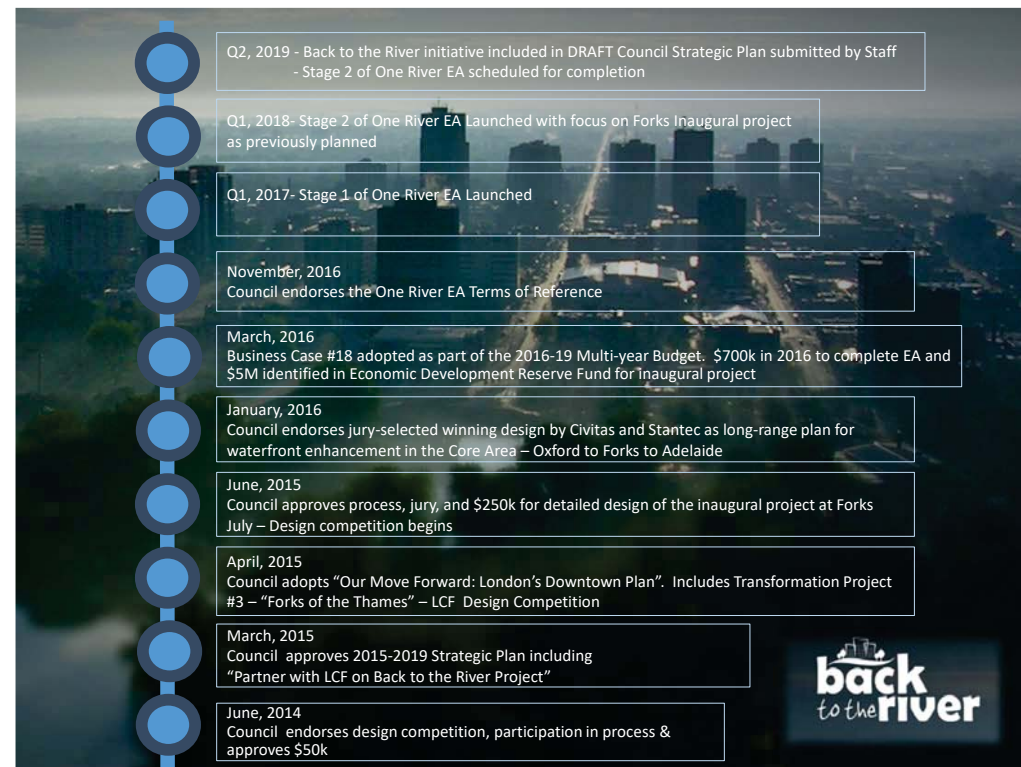 Q2, 2019 - Back to the River initiative included in DRAFT Council Strategic Plan submitted by Staff
- Stage 2 of One River EA scheduled for completion
Q1, 2018- Stage 2 of One River EA Launched with focus on Forks Inaugural project
as previously planned
Q1, 2017- Stage 1 of One River EA Launched
November, 2016
Council endorses the One River EA Terms of Reference
March, 2016
Business Case #18 adopted as part of the 2016-19 Multi-year Budget. $700k in 2016 to complete EA and
$5M identified in Economic Development Reserve Fund for inaugural project
January, 2016
Council endorses jury-selected winning design by Civitas and Stantec as long-range plan for
waterfront enhancement in the Core Area – Oxford to Forks to Adelaide
June, 2015
Council approves process, jury, and $250k for detailed design of the inaugural project at Forks
July – Design competition begins
April, 2015
Council adopts “Our Move Forward: London’s Downtown Plan”. Includes Transformation Project
#3 – “Forks of the Thames” – LCF Design Competition
March, 2015
Council approves 2015-2019 Strategic Plan including
“Partner with LCF on Back to the River Project”
June, 2014
Council endorses design competition, participation in process &
approves $50k
back
to the river